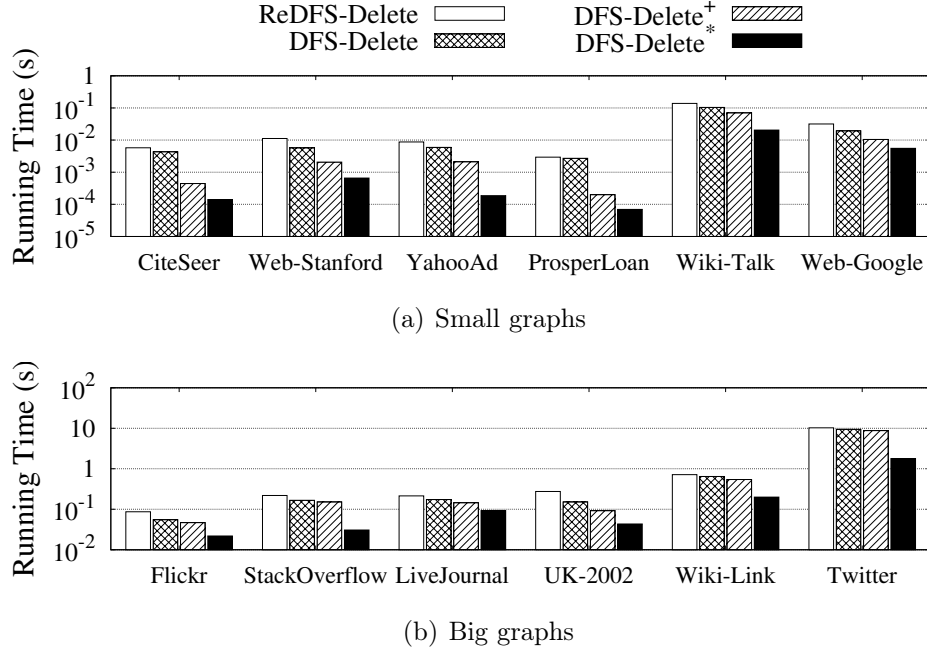 ReDFS-Delete DFS-Delete⁺
DFS-Delete DFS-Delete*
Running Time (s)
1
10⁻¹
10⁻²
10⁻³
10⁻⁴
10⁻⁵
CiteSeer Web-Stanford YahooAd ProsperLoan Wiki-Talk Web-Google
(a) Small graphs
Running Time (s)
10²
10
1
10⁻¹
10⁻²
Flickr StackOverflow LiveJournal UK-2002 Wiki-Link Twitter
(b) Big graphs